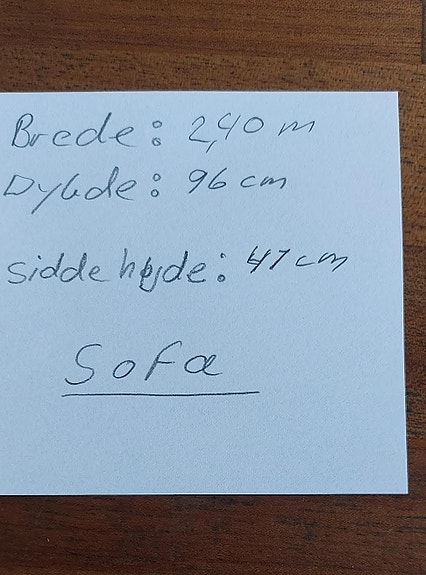 Brede: 2,40 m
Dybde: 96 cm
sidde højde: 47 cm
Sofa